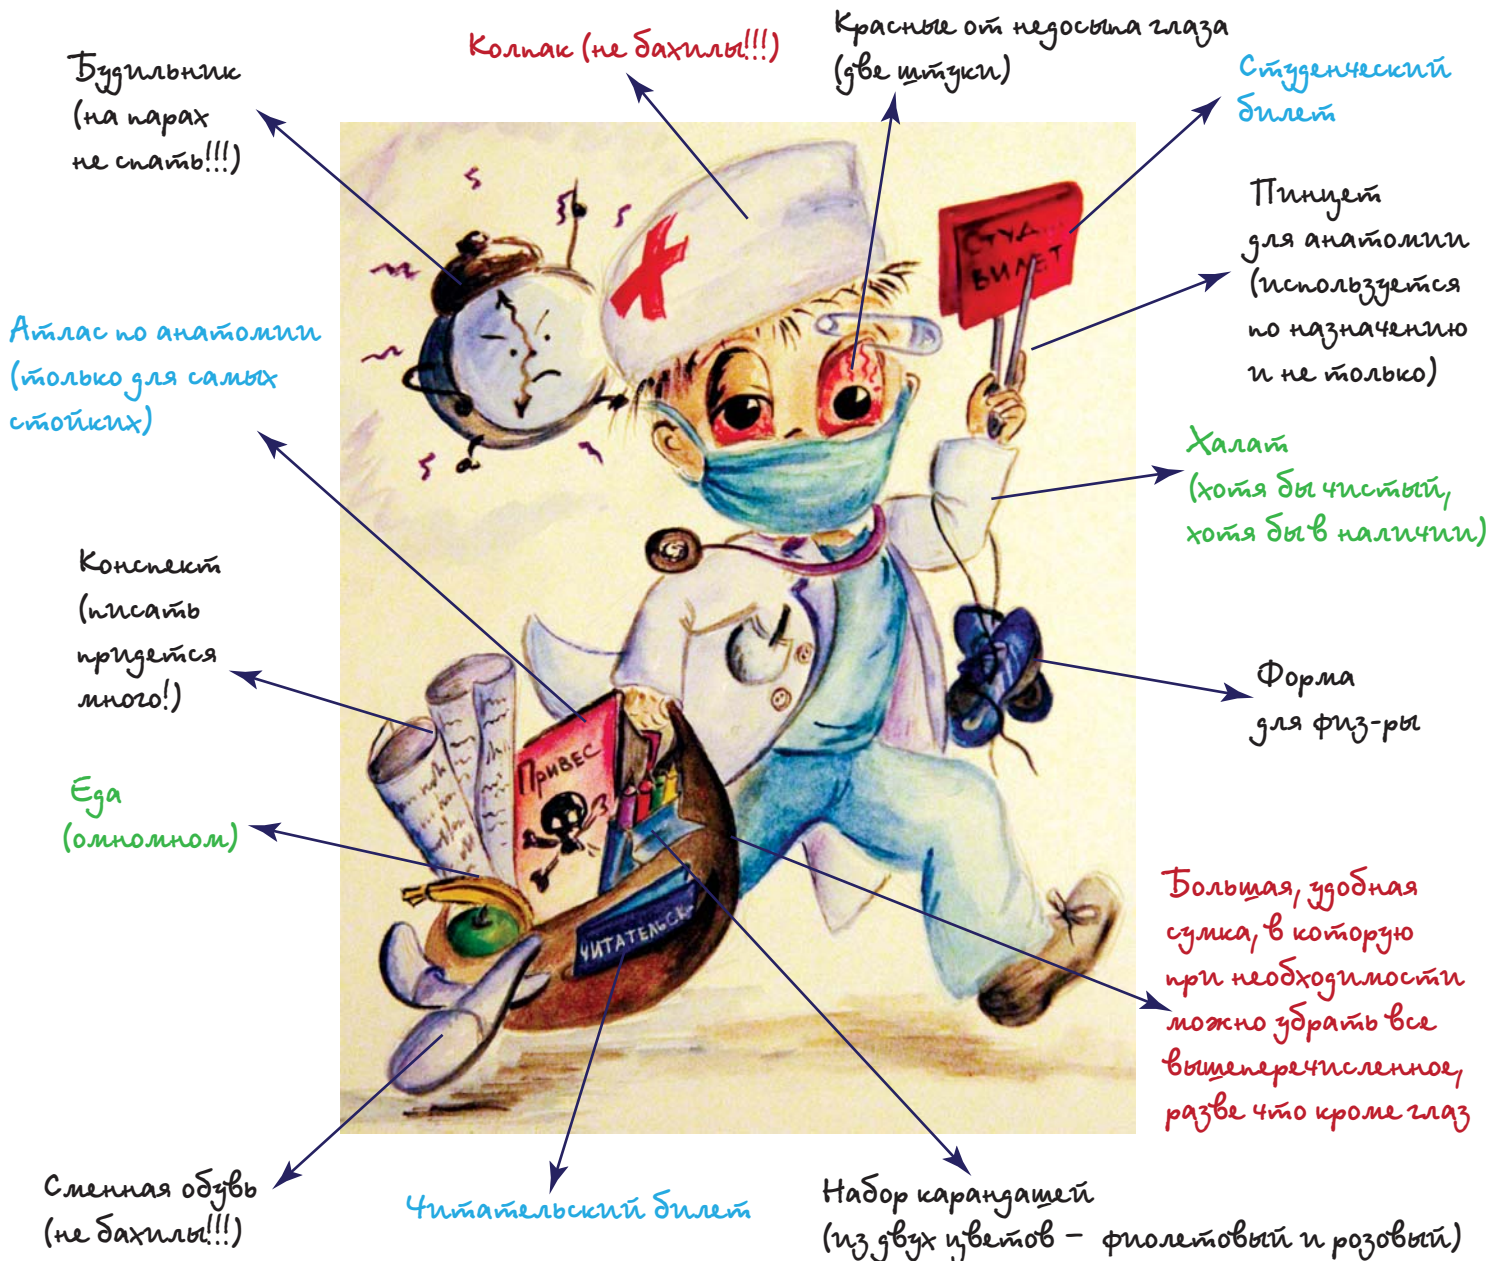 Красные от недосыпа глаза
(две штуки)
Колпак (не бахилы!!!)
Будильник
(на парах
не спать!!!)
Студенческий
билет
Пинцет
для анатомии
(используется
по назначению
и не только)
СТУД
БИЛЕТ
Атлас по анатомии
(только для самых
стойких)
Халат
(хотя бы чистый,
хотя бы в наличии)
Конспект
(писать
придется
много!)
Форма
для физ-ры
ПРИВЕС
Еда
(омномном)
ЧИТАТЕЛЬСК
Большая, удобная
сумка, в которую
при необходимости
можно убрать все
вышеперечисленное,
разве что кроме глаз
Сменная обувь
(не бахилы!!!)
Читательский билет
Набор карандашей
(из двух цветов – фиолетовый и розовый)